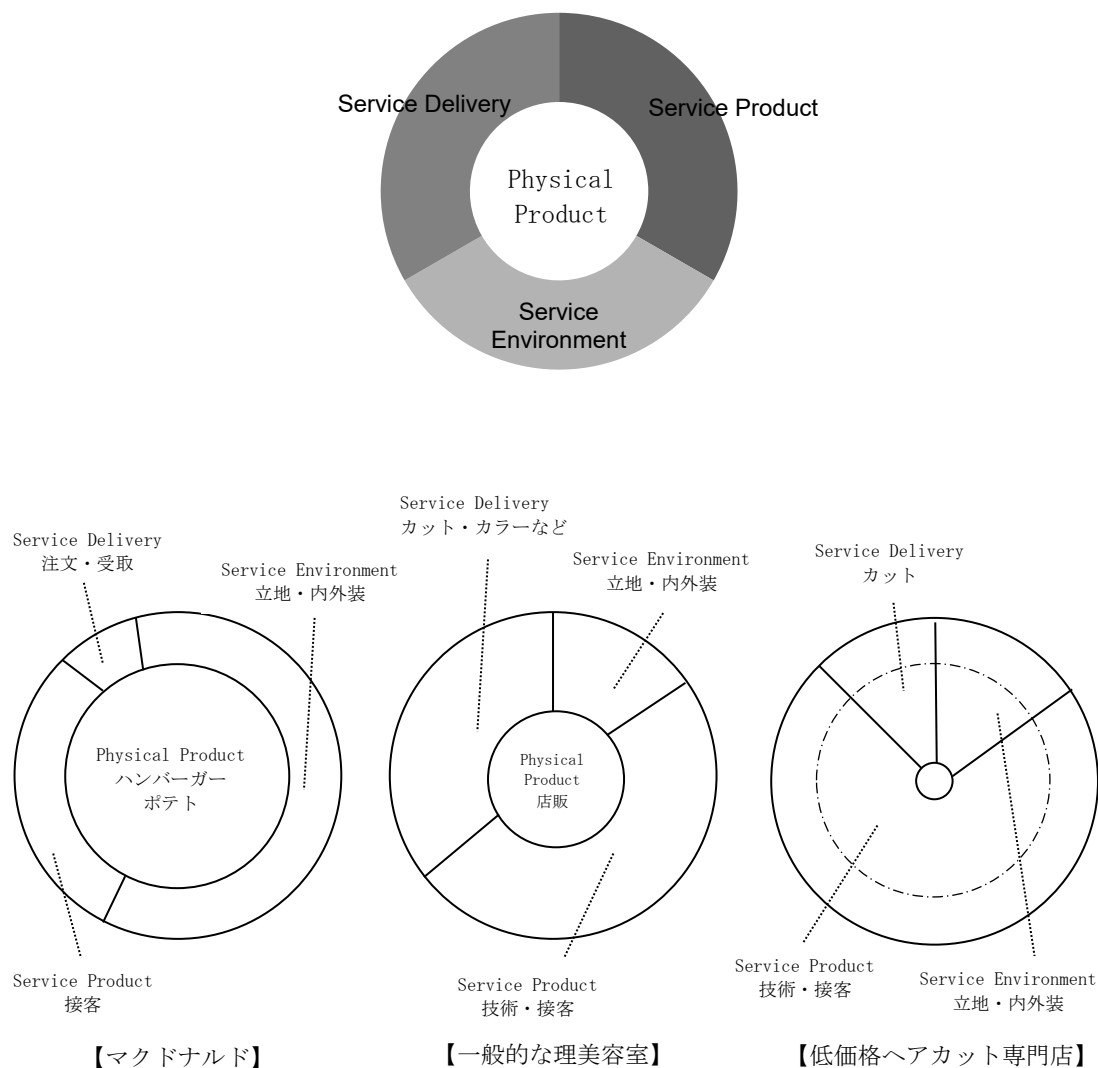 Service Delivery
Service Product
Physical
Product
Service
Environment
Service Delivery
注文・受取
Service Environment
立地・内外装
Physical Product
ハンバーガー
ポテト
Service Product
接客
【マクドナルド】
Service Delivery
カット・カラーなど
Service Environment
立地・内外装
Physical
Product
店販
Service Product
技術・接客
【一般的な理美容室】
Service Delivery
カット
Service Product
技術・接客
Service Environment
立地・内外装
【低価格ヘアカット専門店】